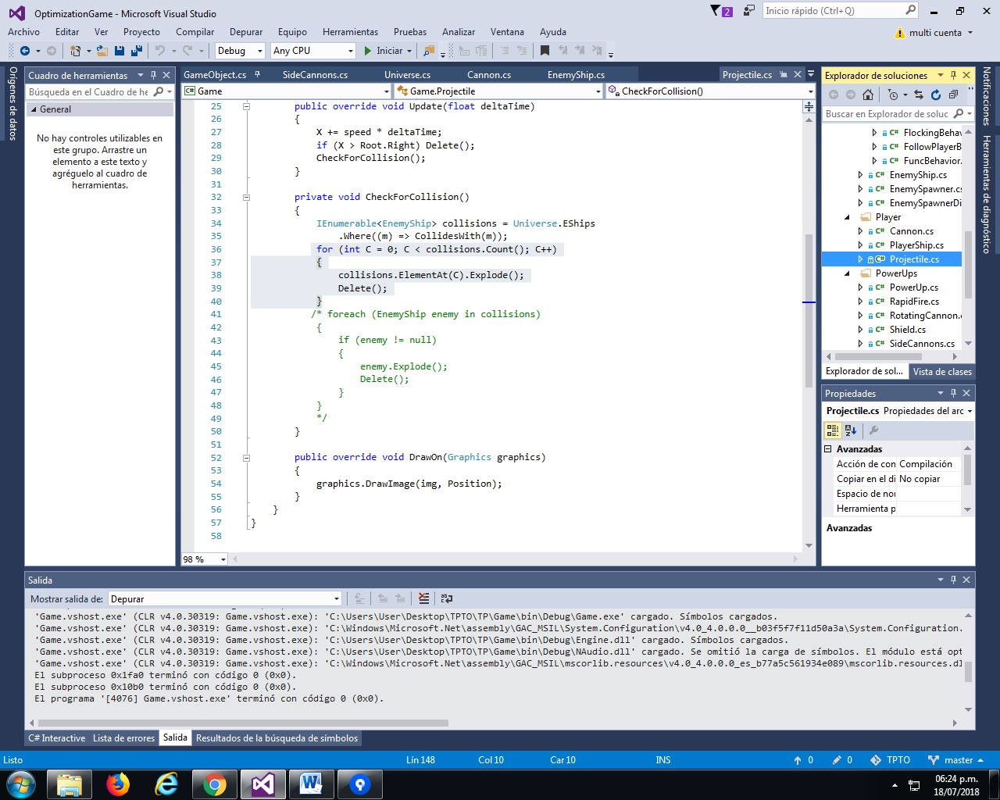 OptimizationGame - Microsoft Visual Studio
2
Inicio rápido (Ctrl+Q)
Archivo Editar Ver Proyecto Compilar Depurar Equipo Herramientas Pruebas Analizar Ventana Ayuda
multi cuenta
Debug Any CPU Iniciar
Orígenes de datos
Cuadro de herramientas
Búsqueda en el Cuadro de he
General
No hay controles utilizables en
este grupo. Arrastre un
elemento a este texto y
agréguelo al cuadro de
herramientas.
GameObject.cs SideCannons.cs Universe.cs Cannon.cs EnemyShip.cs Projectile.cs
Game Game.Projectile CheckForCollision()
25 public override void Update(float deltaTime)
26 {
27 X += speed * deltaTime;
28 if (X > Root.Right) Delete();
29 CheckForCollision();
30 }
31
32 private void CheckForCollision()
33 {
34 IEnumerable<EnemyShip> collisions = Universe.EShips
35 .Where((m) => CollidesWith(m));
36 for (int C = 0; C < collisions.Count(); C++)
37 {
38 collisions.ElementAt(C).Explode();
39 Delete();
40 }
41 /* foreach (EnemyShip enemy in collisions)
42 {
43 if (enemy != null)
44 {
45 enemy.Explode();
46 Delete();
47 }
48 }
49 */
50 }
51
52 public override void DrawOn(Graphics graphics)
53 {
54 graphics.DrawImage(img, Position);
55 }
56 }
57 }
58
98 %
Explorador de soluciones
Buscar en Explorador de soluc
C# FlockingBehav
C# FollowPlayerB
C# FuncBehavior.
C# EnemyShip.cs
C# EnemySpawner.cs
C# EnemySpawnerDi
Player
C# Cannon.cs
C# PlayerShip.cs
C# Projectile.cs
PowerUps
C# PowerUp.cs
C# RapidFire.cs
C# RotatingCannon.
C# Shield.cs
C# SideCannons.cs
Explorador de sol... Vista de clases
Propiedades
Projectile.cs Propiedades del arc
Avanzadas
Acción de con Compilación
Copiar en el di No copiar
Espacio de nor
Herramienta p
Avanzadas
Notificaciones
Herramientas de diagnóstico
Salida
Mostrar salida de: Depurar
'Game.vshost.exe' (CLR v4.0.30319: Game.vshost.exe): 'C:\Users\User\Desktop\TPTO\TP\Game\bin\Debug\Game.exe' cargado. Símbolos cargados.
'Game.vshost.exe' (CLR v4.0.30319: Game.vshost.exe): 'C:\Windows\Microsoft.Net\assembly\GAC_MSIL\System.Configuration\v4.0_4.0.0.0__b03f5f7f11d50a3a\System.Configuration.
'Game.vshost.exe' (CLR v4.0.30319: Game.vshost.exe): 'C:\Users\User\Desktop\TPTO\TP\Game\bin\Debug\Engine.dll' cargado. Símbolos cargados.
'Game.vshost.exe' (CLR v4.0.30319: Game.vshost.exe): 'C:\Users\User\Desktop\TPTO\TP\Game\bin\Debug\NAudio.dll' cargado. Se omitió la carga de símbolos. El módulo está opt
'Game.vshost.exe' (CLR v4.0.30319: Game.vshost.exe): 'C:\Windows\Microsoft.Net\assembly\GAC_MSIL\mscorlib.resources\v4.0_4.0.0.0_es_b77a5c561934e089\mscorlib.resources.dl
El subproceso 0x1fa0 terminó con código 0 (0x0).
El subproceso 0x10b0 terminó con código 0 (0x0).
El programa '[4076] Game.vshost.exe' terminó con código 0 (0x0).
C# Interactive Lista de errores Salida Resultados de la búsqueda de símbolos
Listo Lín 148 Col 10 Car 10 INS 0 0 TPTO master
06:24 p.m.
18/07/2018